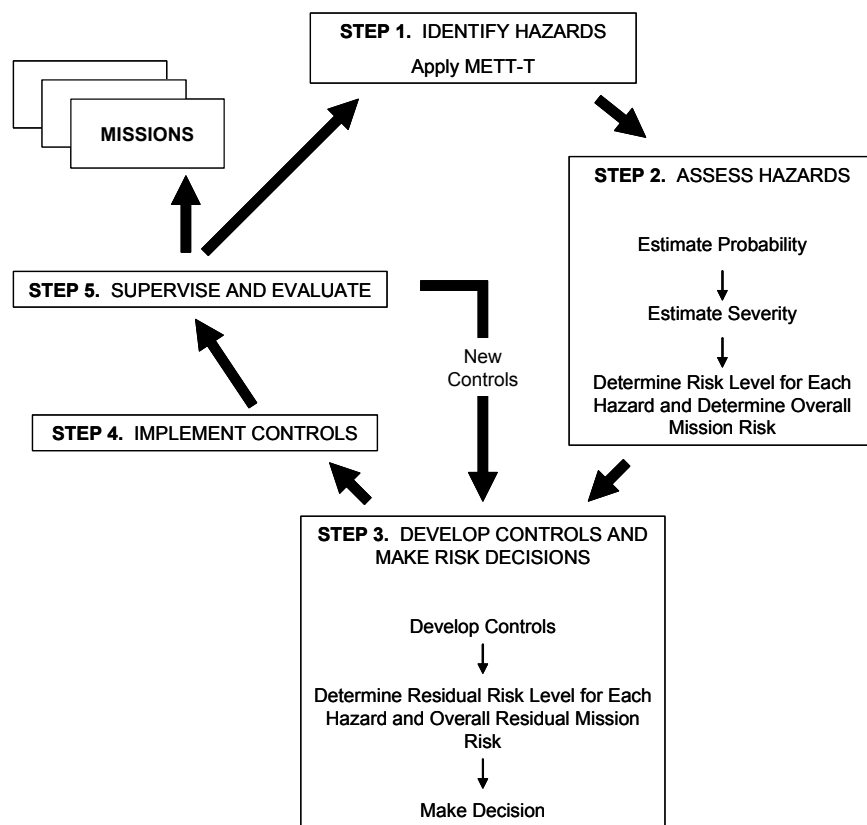 STEP 1. IDENTIFY HAZARDS
Apply METT-T
MISSIONS
STEP 2. ASSESS HAZARDS
Estimate Probability
Estimate Severity
Determine Risk Level for Each
Hazard and Determine Overall
Mission Risk
STEP 5. SUPERVISE AND EVALUATE
New
Controls
STEP 4. IMPLEMENT CONTROLS
STEP 3. DEVELOP CONTROLS AND
MAKE RISK DECISIONS
Develop Controls
Determine Residual Risk Level for Each
Hazard and Overall Residual Mission
Risk
Make Decision